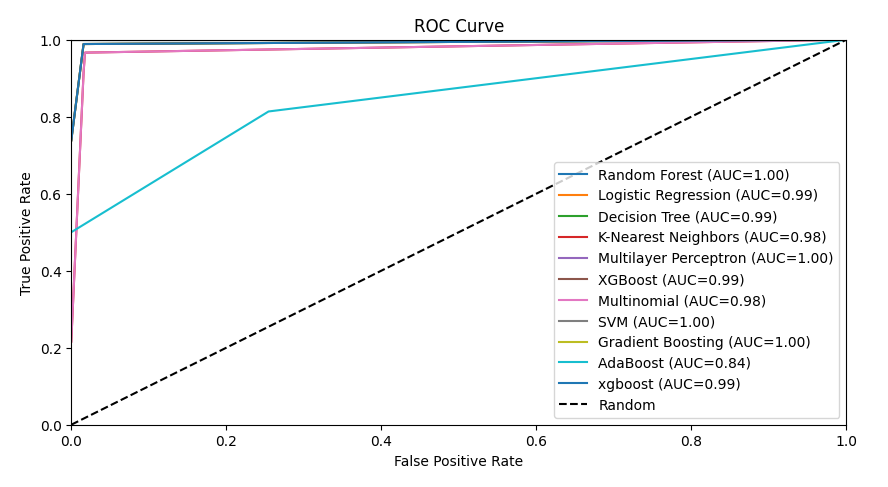 ROC Curve
1.0
0.8
0.6
0.4
0.2
0.0
True Positive Rate
Random Forest (AUC=1.00)
Logistic Regression (AUC=0.99)
Decision Tree (AUC=0.99)
K-Nearest Neighbors (AUC=0.98)
Multilayer Perceptron (AUC=1.00)
XGBoost (AUC=0.99)
Multinomial (AUC=0.98)
SVM (AUC=1.00)
Gradient Boosting (AUC=1.00)
AdaBoost (AUC=0.84)
xgboost (AUC=0.99)
Random
0.0 0.2 0.4 0.6 0.8 1.0
False Positive Rate